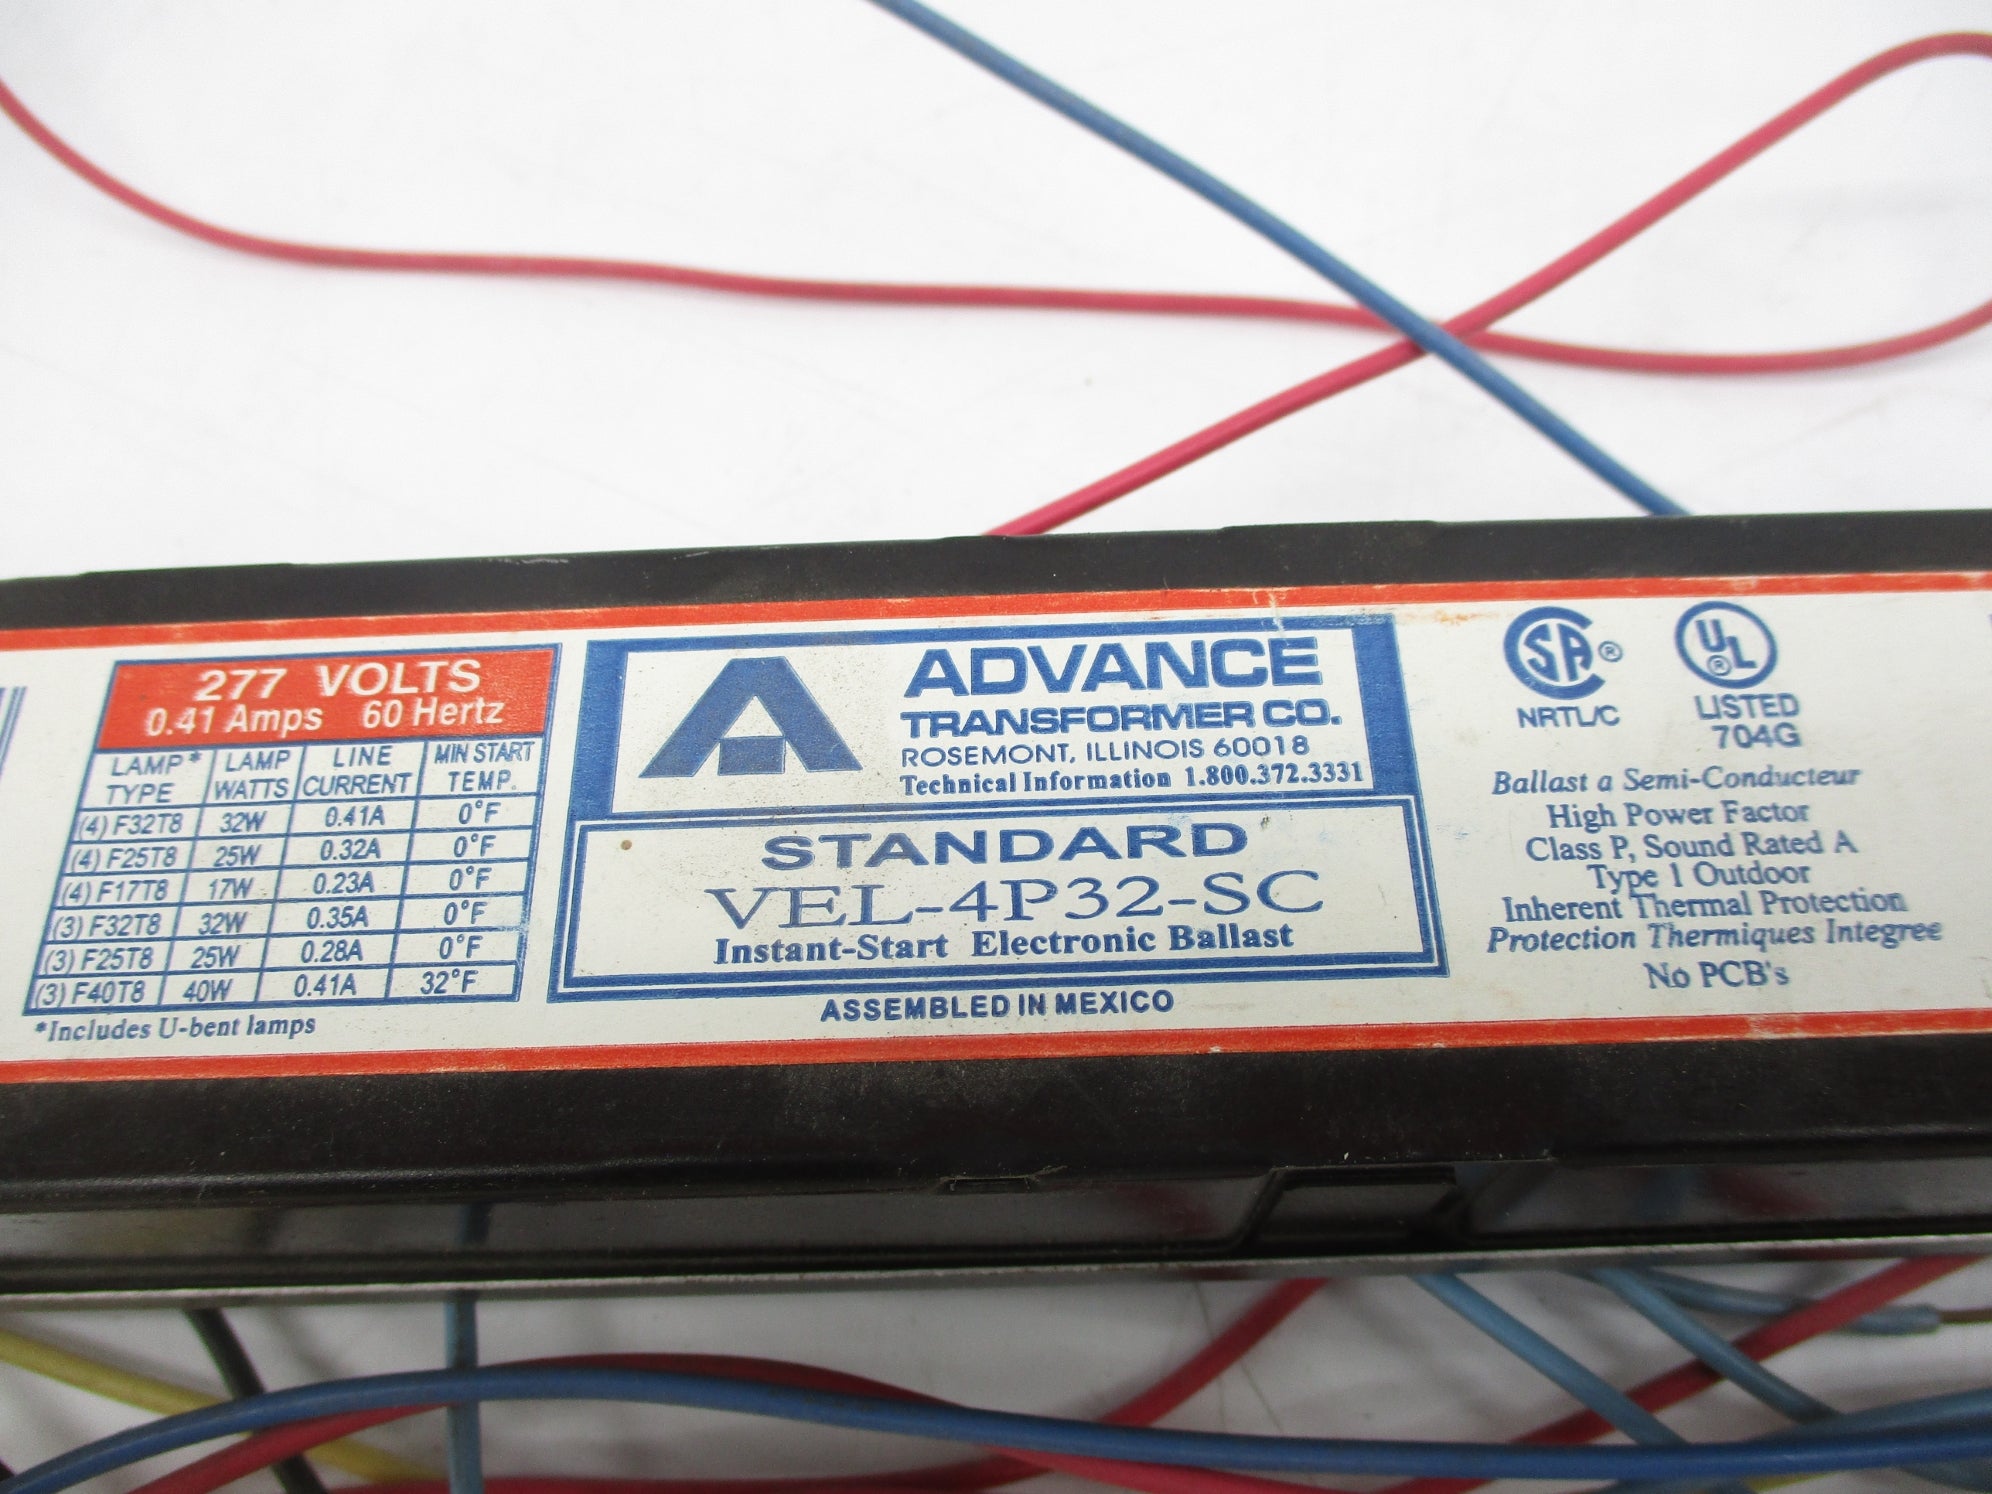 277 VOLTS
0.41 Amps 60 Hertz
LAMP* TYPE LAMP WATTS LINE CURRENT MIN START TEMP.
(4) F32T8 32W 0.41A 0°F
(4) F25T8 25W 0.32A 0°F
(4) F17T8 17W 0.23A 0°F
(3) F32T8 32W 0.35A 0°F
(3) F25T8 25W 0.28A 0°F
(3) F40T8 40W 0.41A 32°F
*Includes U-bent lamps
ADVANCE
TRANSFORMER CO.
ROSEMONT, ILLINOIS 60018
Technical Information 1.800.372.3331
STANDARD
VEL-4P32-SC
Instant-Start Electronic Ballast
ASSEMBLED IN MEXICO
SA ®
NRTL/C
UL ®
LISTED
704G
Ballast a Semi-Conducteur
High Power Factor
Class P, Sound Rated A
Type 1 Outdoor
Inherent Thermal Protection
Protection Thermiques Integree
No PCB's